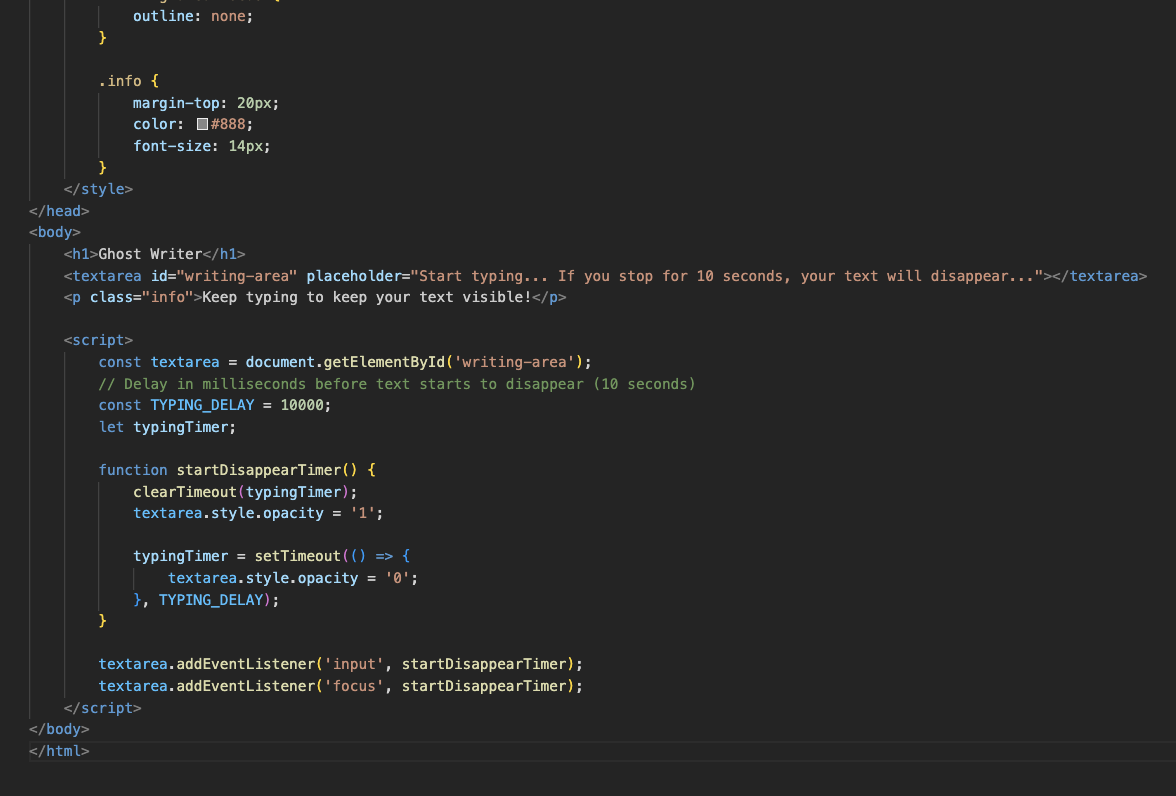 outline: none;
}
.info {
margin-top: 20px;
color: #888;
font-size: 14px;
}
</style>
</head>
<body>
<h1>Ghost Writer</h1>
<textarea id="writing-area" placeholder="Start typing... If you stop for 10 seconds, your text will disappear..."></textarea>
<p class="info">Keep typing to keep your text visible!</p>
<script>
const textarea = document.getElementById('writing-area');
// Delay in milliseconds before text starts to disappear (10 seconds)
const TYPING_DELAY = 10000;
let typingTimer;
function startDisappearTimer() {
clearTimeout(typingTimer);
textarea.style.opacity = '1';
typingTimer = setTimeout(() => {
textarea.style.opacity = '0';
}, TYPING_DELAY);
}
textarea.addEventListener('input', startDisappearTimer);
textarea.addEventListener('focus', startDisappearTimer);
</script>
</body>
</html>